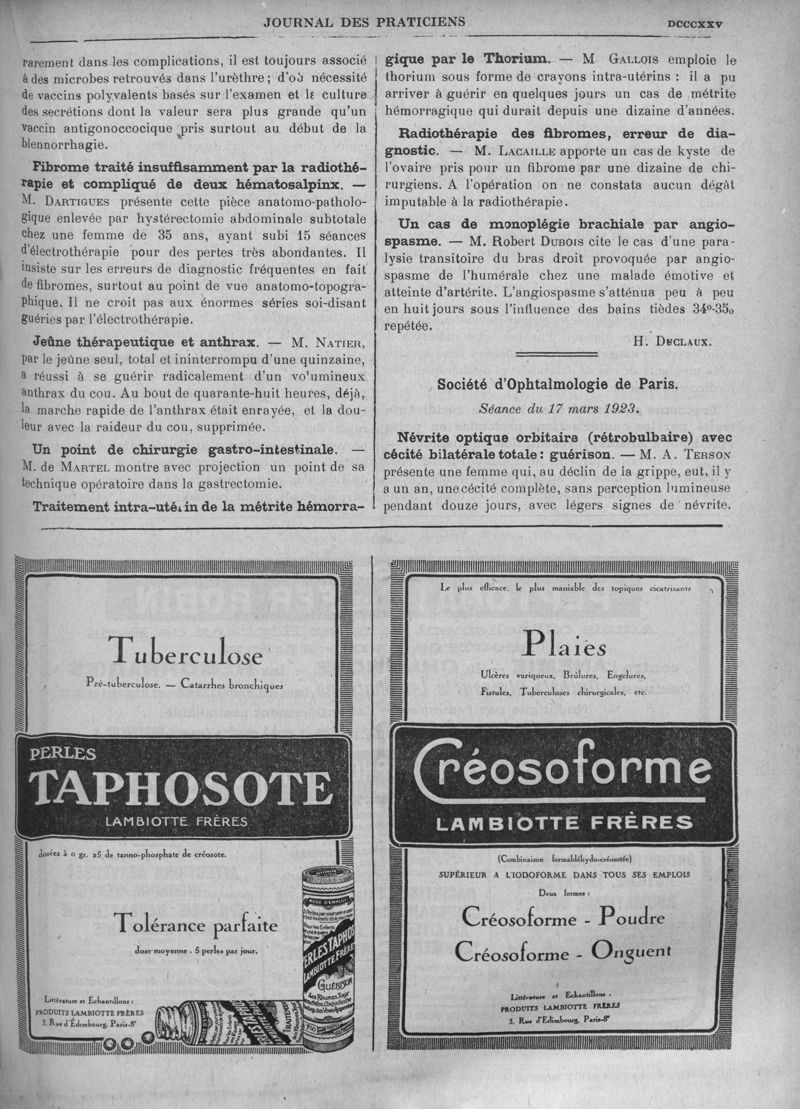 JOURNAL DES PRATICIENS
DCCCXXV
rarement dans les complications, il est toujours associé
à des microbes retrouvés dans l'urèthre ; d'où nécessité
de vaccins polyvalents basés sur l'examen et la culture
des secrétions dont la valeur sera plus grande qu'un
vaccin antigonoccocique pris surtout au début de la
blennorrhagie.
Fibrome traité insuffisamment par la radiothé-
rapie et compliqué de deux hématosalpinx. —
M. DARTIGUES présente cette pièce anatomo-patholo-
gique enlevée par hystérectomie abdominale subtotale
chez une femme de 35 ans, ayant subi 15 séances
d'électrothérapie pour des pertes très abondantes. Il
insiste sur les erreurs de diagnostic fréquentes en fait
de fibromes, surtout au point de vue anatomo-topogra-
phique. Il ne croit pas aux énormes séries soi-disant
guéries par l'électrothérapie.
Jeûne thérapeutique et anthrax. — M. NATIER,
par le jeûne seul, total et ininterrompu d'une quinzaine,
a réussi à se guérir radicalement d'un volumineux
anthrax du cou. Au bout de quarante-huit heures, déjà,
la marche rapide de l'anthrax était enrayée, et la dou-
leur avec la raideur du cou, supprimée.
Un point de chirurgie gastro-intestinale. —
M. de MARTEL montre avec projection un point de sa
technique opératoire dans la gastrectomie.
Traitement intra-utérin de la métrite hémorra-
gique par le Thorium. — M GALLOIS emploie le
thorium sous forme de crayons intra-utérins : il a pu
arriver à guérir en quelques jours un cas de métrite
hémorragique qui durait depuis une dizaine d'années.
Radiothérapie des fibromes, erreur de dia-
gnostic. — M. LACAILLE apporte un cas de kyste de
l'ovaire pris pour un fibrome par une dizaine de chi-
rurgiens. A l'opération on ne constata aucun dégât
imputable à la radiothérapie.
Un cas de monoplégie brachiale par angio-
spasme. — M. Robert DUBOIS cite le cas d'une para-
lysie transitoire du bras droit provoquée par angio-
spasme de l'humérale chez une malade émotive et
atteinte d'artérite. L'angiospasme s'atténua peu à peu
en huit jours sous l'influence des bains tièdes 34º-35º
repétée.
H. DUCLAUX.
Société d'Ophtalmologie de Paris.
Séance du 17 mars 1923.
Névrite optique orbitaire (rétrobulbaire) avec
cécité bilatérale totale : guérison. — M. A. TERSON
présente une femme qui, au déclin de la grippe, eut, il y
a un an, une cécité complète, sans perception lumineuse
pendant douze jours, avec légers signes de névrite.
Tuberculose
Pré-tuberculose. — Catarrhes bronchiques
PERLES
TAPHOSOTE
LAMBIOTTE FRÈRES
dosées à 0 gr. 25 de tanno-phosphate de créosote.
Tolérance parfaite
dose moyenne : 5 perles par jour.
MODE D'EMPLOI
PERLES TAPHOSOTE
LAMBIOTTE FRÈRES
GUÉRISON
Littérature et Échantillons :
PRODUITS LAMBIOTTE FRÈRES
3, Rue d'Édimbourg, Paris-8e
Le plus efficace, le plus maniable des topiques cicatrisants
Plaies
Ulcères variqueux, Brûlures, Engelures,
Fistules, Tuberculoses chirurgicales, etc.
Créosoforme
LAMBIOTTE FRÈRES
(Combinaison formaldéhydo-créosotée)
SUPÉRIEUR A L'IODOFORME DANS TOUS SES EMPLOIS
Deux formes :
Créosoforme - Poudre
Créosoforme - Onguent
Littérature et Échantillons :
PRODUITS LAMBIOTTE FRÈRES
3, Rue d'Édimbourg, Paris-8e